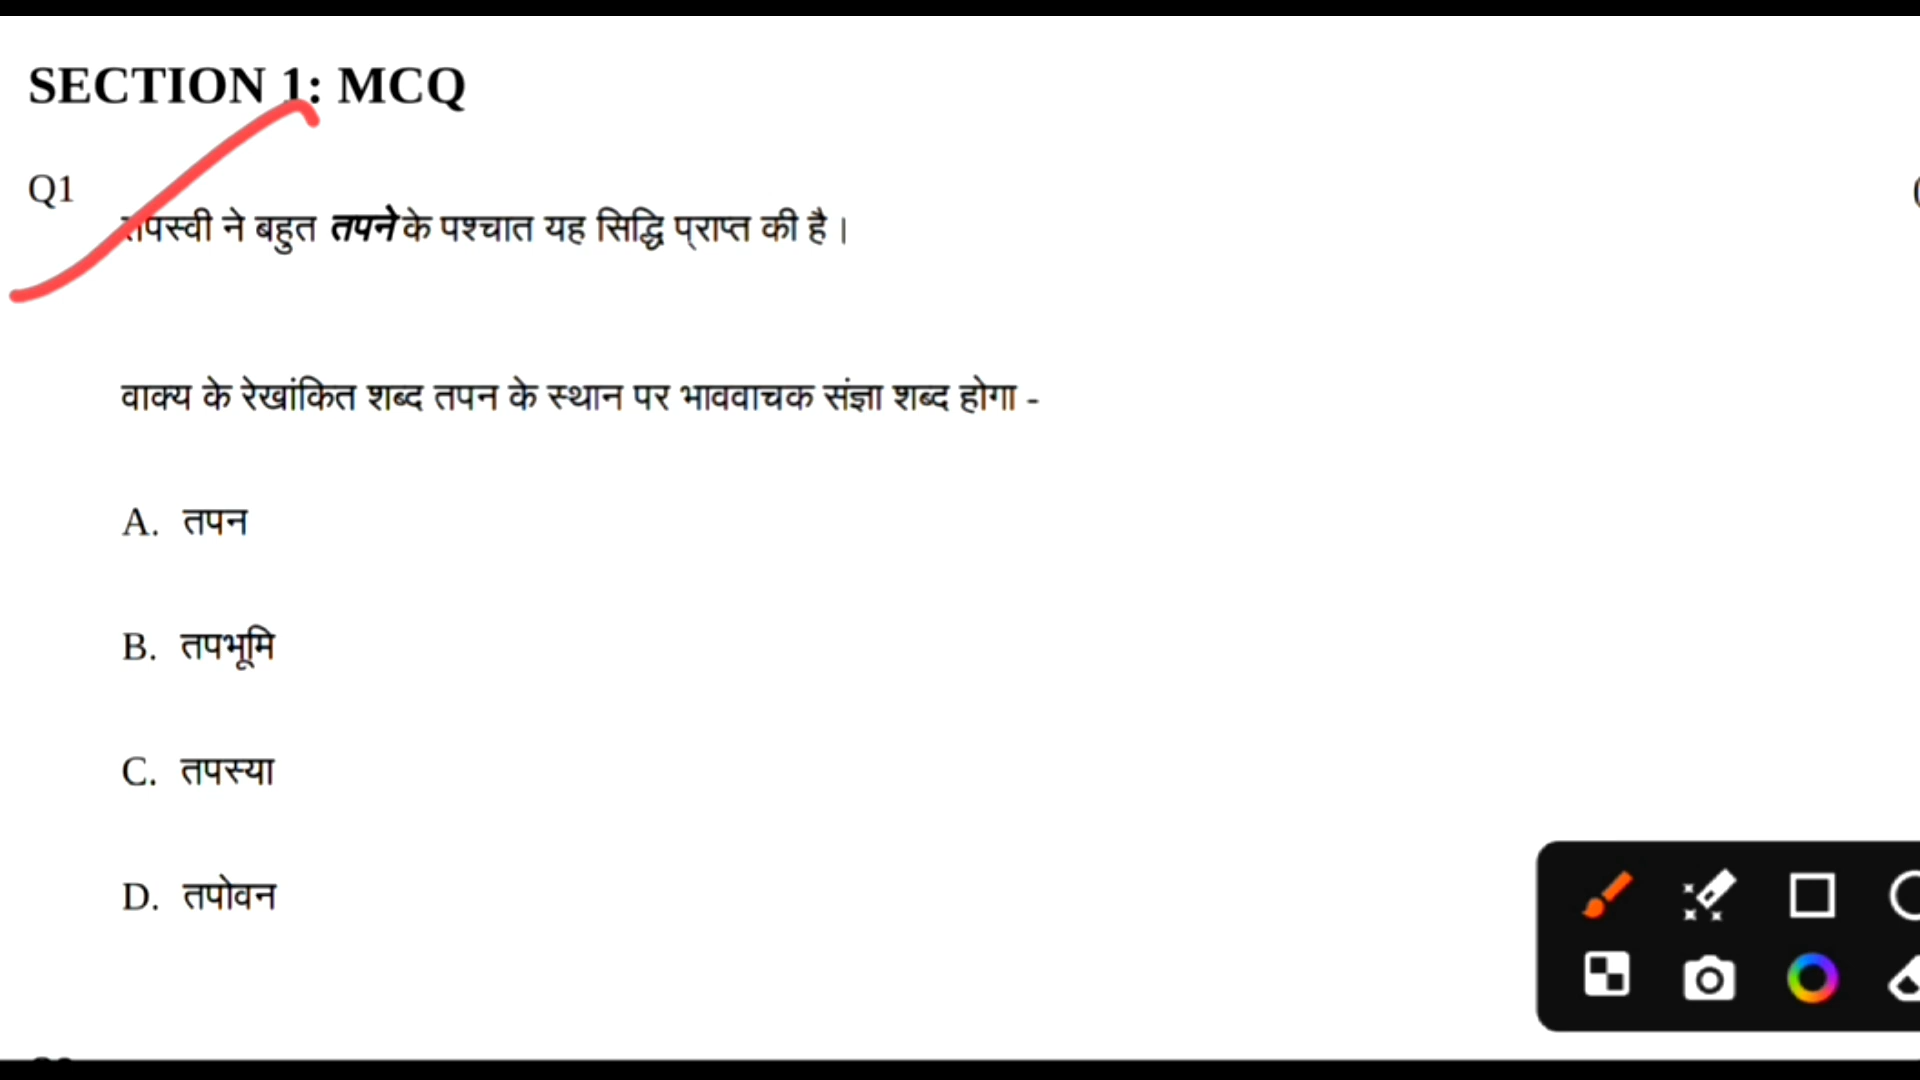 SECTION 1: MCQ
Q1
तपस्वी ने बहुत तपने के पश्चात यह सिद्धि प्राप्त की है।
वाक्य के रेखांकित शब्द तपन के स्थान पर भाववाचक संज्ञा शब्द होगा -
A. तपन
B. तपभूमि
C. तपस्या
D. तपोवन